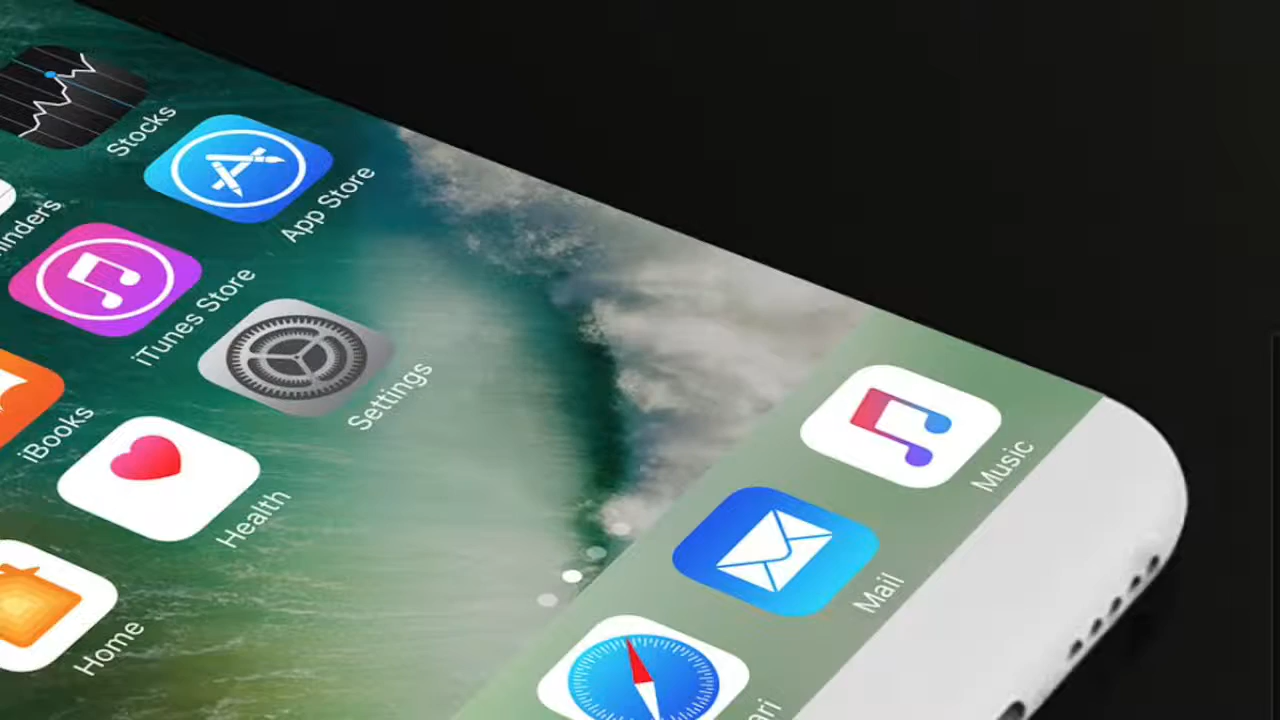 Stocks
App Store
iTunes Store
Settings
iBooks
Health
Home
Music
Mail